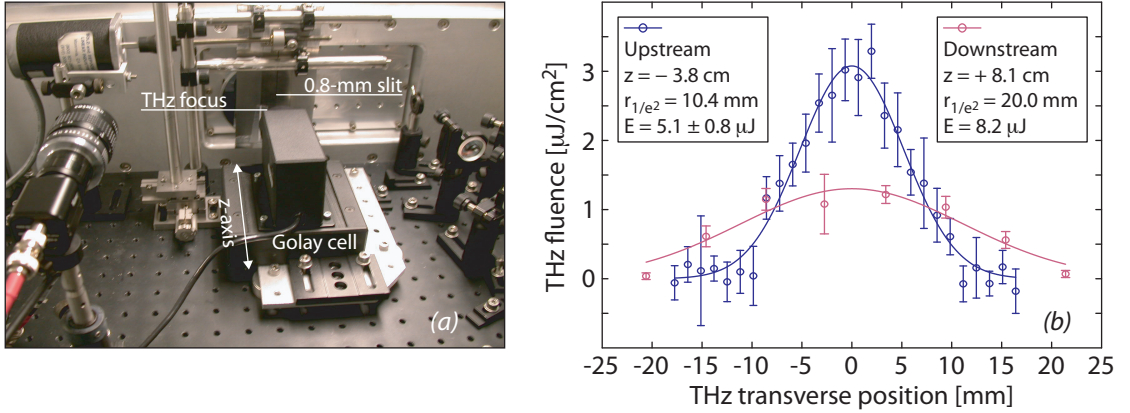 THz focus
0.8-mm slit
z-axis
Golay cell
(a)
Upstream
z = – 3.8 cm
r1/e2 = 10.4 mm
E = 5.1 ± 0.8 µJ
Downstream
z = + 8.1 cm
r1/e2 = 20.0 mm
E = 8.2 µJ
THz fluence [µJ/cm2]
3
2
1
0
(b)
-25 -20 -15 -10 -5 0 5 10 15 20 25
THz transverse position [mm]